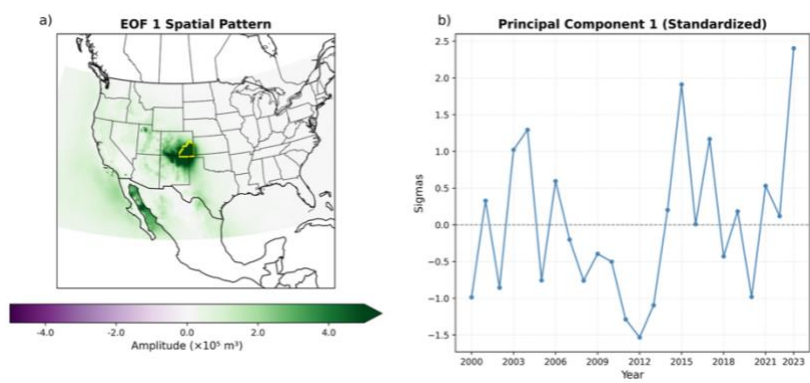 a)
EOF 1 Spatial Pattern
-4.0 -2.0 0.0 2.0 4.0
Amplitude (×10⁵ m³)
b)
Principal Component 1 (Standardized)
2.5
2.0
1.5
1.0
0.5
0.0
−0.5
−1.0
−1.5
Sigmas
2000 2003 2006 2009 2012 2015 2018 2021 2023
Year